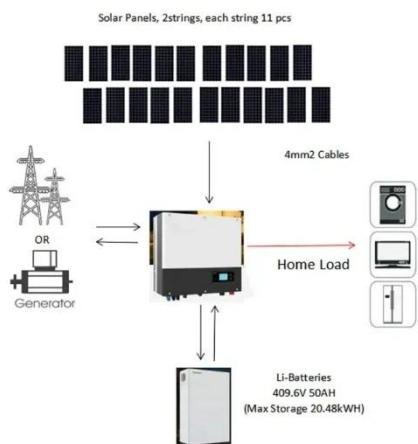 Solar Panels, 2strings, each string 11 pcs
4mm2 Cables
OR
Generator
Home Load
Li-Batteries
409.6V 50AH
(Max Storage 20.48kWH)